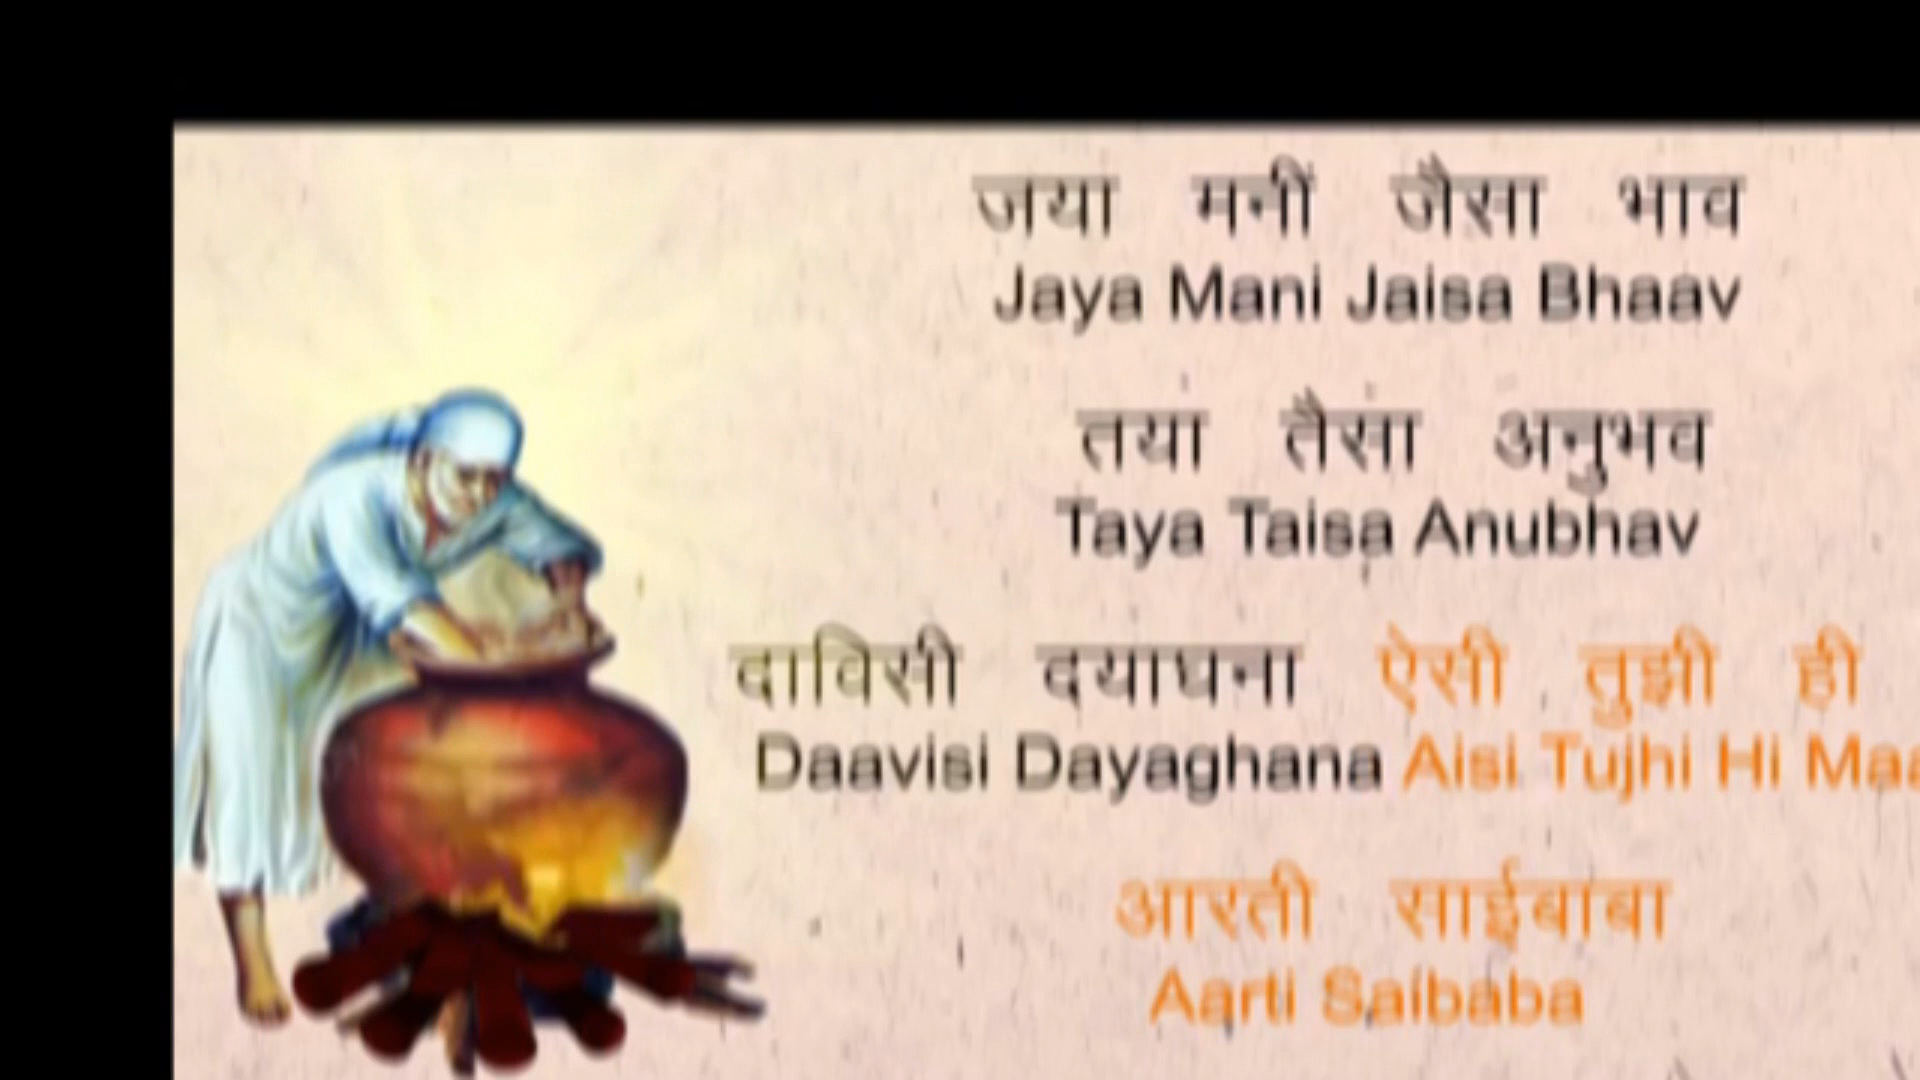 जया मनीं जैसा भाव
Jaya Mani Jaisa Bhaav
तया तैसा अनुभव
Taya Taisa Anubhav
दाविसी दयाघना ऐसी तुझी ही
Daavisi Dayaghana Aisi Tujhi Hi Maa
आरती साईबाबा
Aarti Saibaba